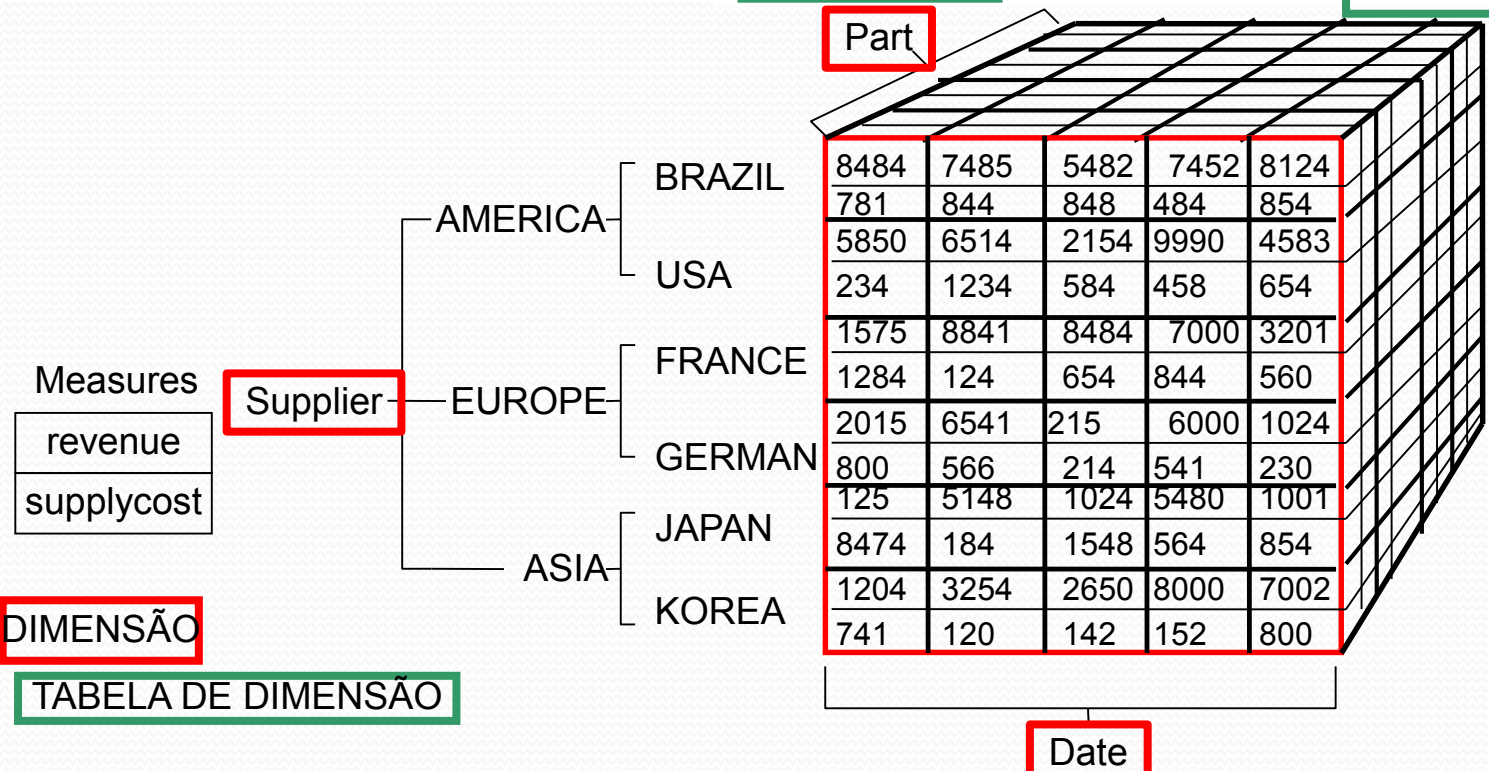 Part
BRAZIL
8484 7485 5482 7452 8124
781 844 848 484 854
AMERICA
5850 6514 2154 9990 4583
USA
234 1234 584 458 654
1575 8841 8484 7000 3201
FRANCE
1284 124 654 844 560
Measures
Supplier
EUROPE
revenue
2015 6541 215 6000 1024
GERMAN
800 566 214 541 230
supplycost
125 5148 1024 5480 1001
JAPAN
8474 184 1548 564 854
ASIA
1204 3254 2650 8000 7002
KOREA
741 120 142 152 800
DIMENSÃO
TABELA DE DIMENSÃO
Date